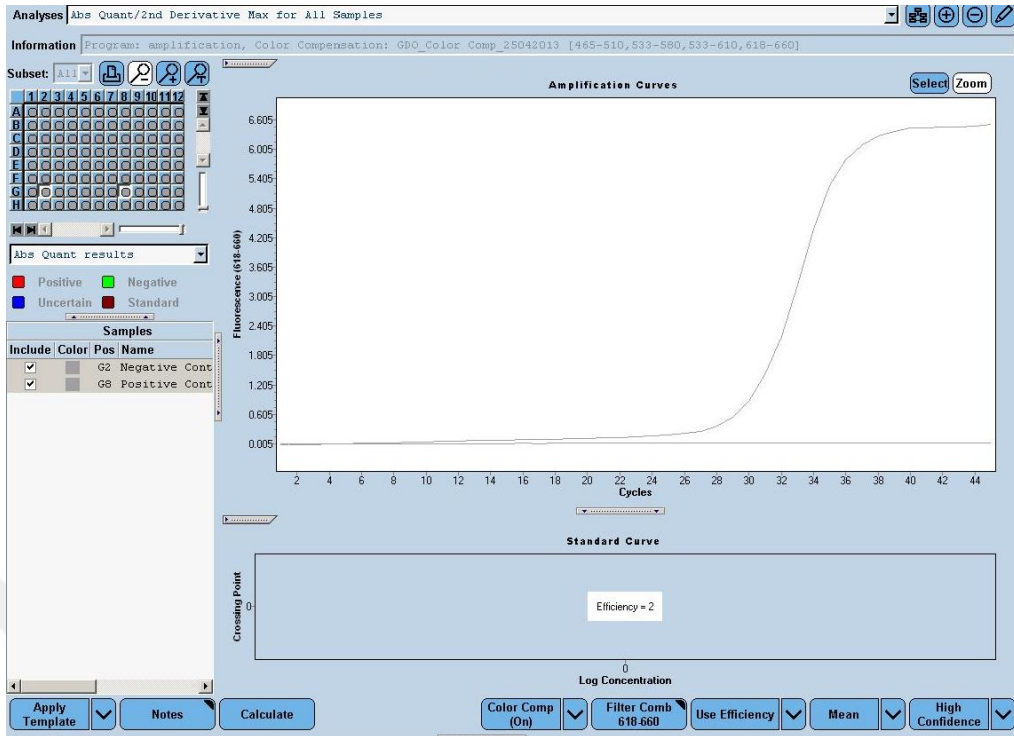 Analyses Abs Quant/2nd Derivative Max for All Samples
Information Program: amplification, Color Compensation: GDO_Color Comp_25042013 [465-510,533-580,533-610,618-660]
Subset: All
1 2 3 4 5 6 7 8 9 10 11 12
A
B
C
D
E
F
G
H
Abs Quant results
Positive Negative
Uncertain Standard
Samples
Include Color Pos Name
G2 Negative Cont
G8 Positive Cont
Amplification Curves
Select Zoom
Fluorescence (618-660)
6.605
6.005
5.405
4.805
4.205
3.605
3.005
2.405
1.805
1.205
0.605
0.005
2 4 6 8 10 12 14 16 18 20 22 24 26 28 30 32 34 36 38 40 42 44
Cycles
Standard Curve
Crossing Point
0
Efficiency = 2
0
Log Concentration
Apply Template
Notes
Calculate
Color Comp (On)
Filter Comb 618-660
Use Efficiency
Mean
High Confidence